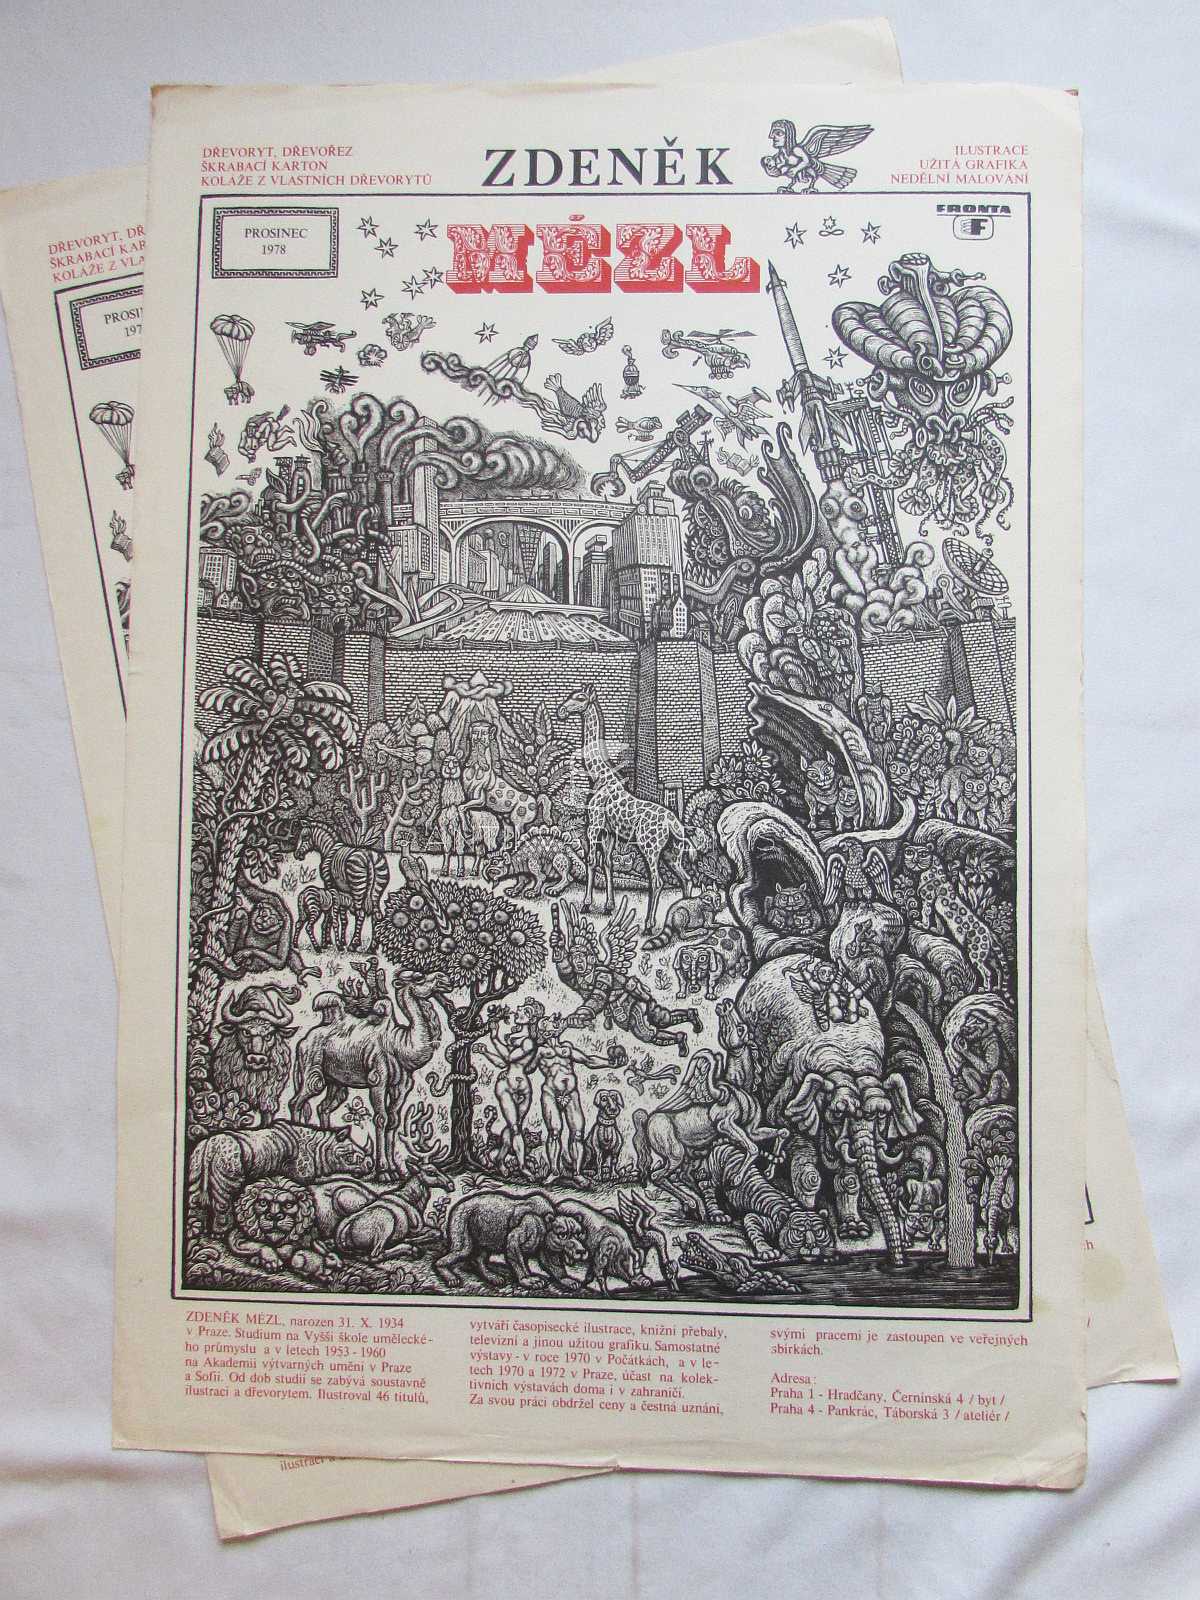 DŘEVORYT, DŘEVOŘEZ
ŠKRABACÍ KARTON
KOLÁŽE Z VLASTNÍCH DŘEVORYTŮ
ZDENĚK
ILUSTRACE
UŽITÁ GRAFIKA
NEDĚLNÍ MALOVÁNÍ
PROSINEC
1978
MÉZL
FRONTA
F
ZDENĚK MÉZL, narozen 31. X. 1934
v Praze. Studium na Vyšší škole umělecké-
ho průmyslu a v letech 1953 - 1960
na Akademii výtvarných umění v Praze
a Sofii. Od dob studií se zabývá soustavně
ilustrací a dřevorytem. Ilustroval 46 titulů,
vytváří časopisecké ilustrace, knižní přebaly,
televizní a jinou užitou grafiku. Samostatné
výstavy - v roce 1970 v Počátkách, a v le-
tech 1970 a 1972 v Praze, účast na kolek-
tivních výstavách doma i v zahraničí.
Za svou práci obdržel ceny a čestná uznání,
svými pracemi je zastoupen ve veřejných
sbírkách.
Adresa :
Praha 1 - Hradčany, Černínská 4 / byt /
Praha 4 - Pankrác, Táborská 3 / ateliér /
DŘEVORYT, DŘ
ŠKRABACÍ KAR
KOLÁŽE Z VLA
PROSIN
197
ilustrací a